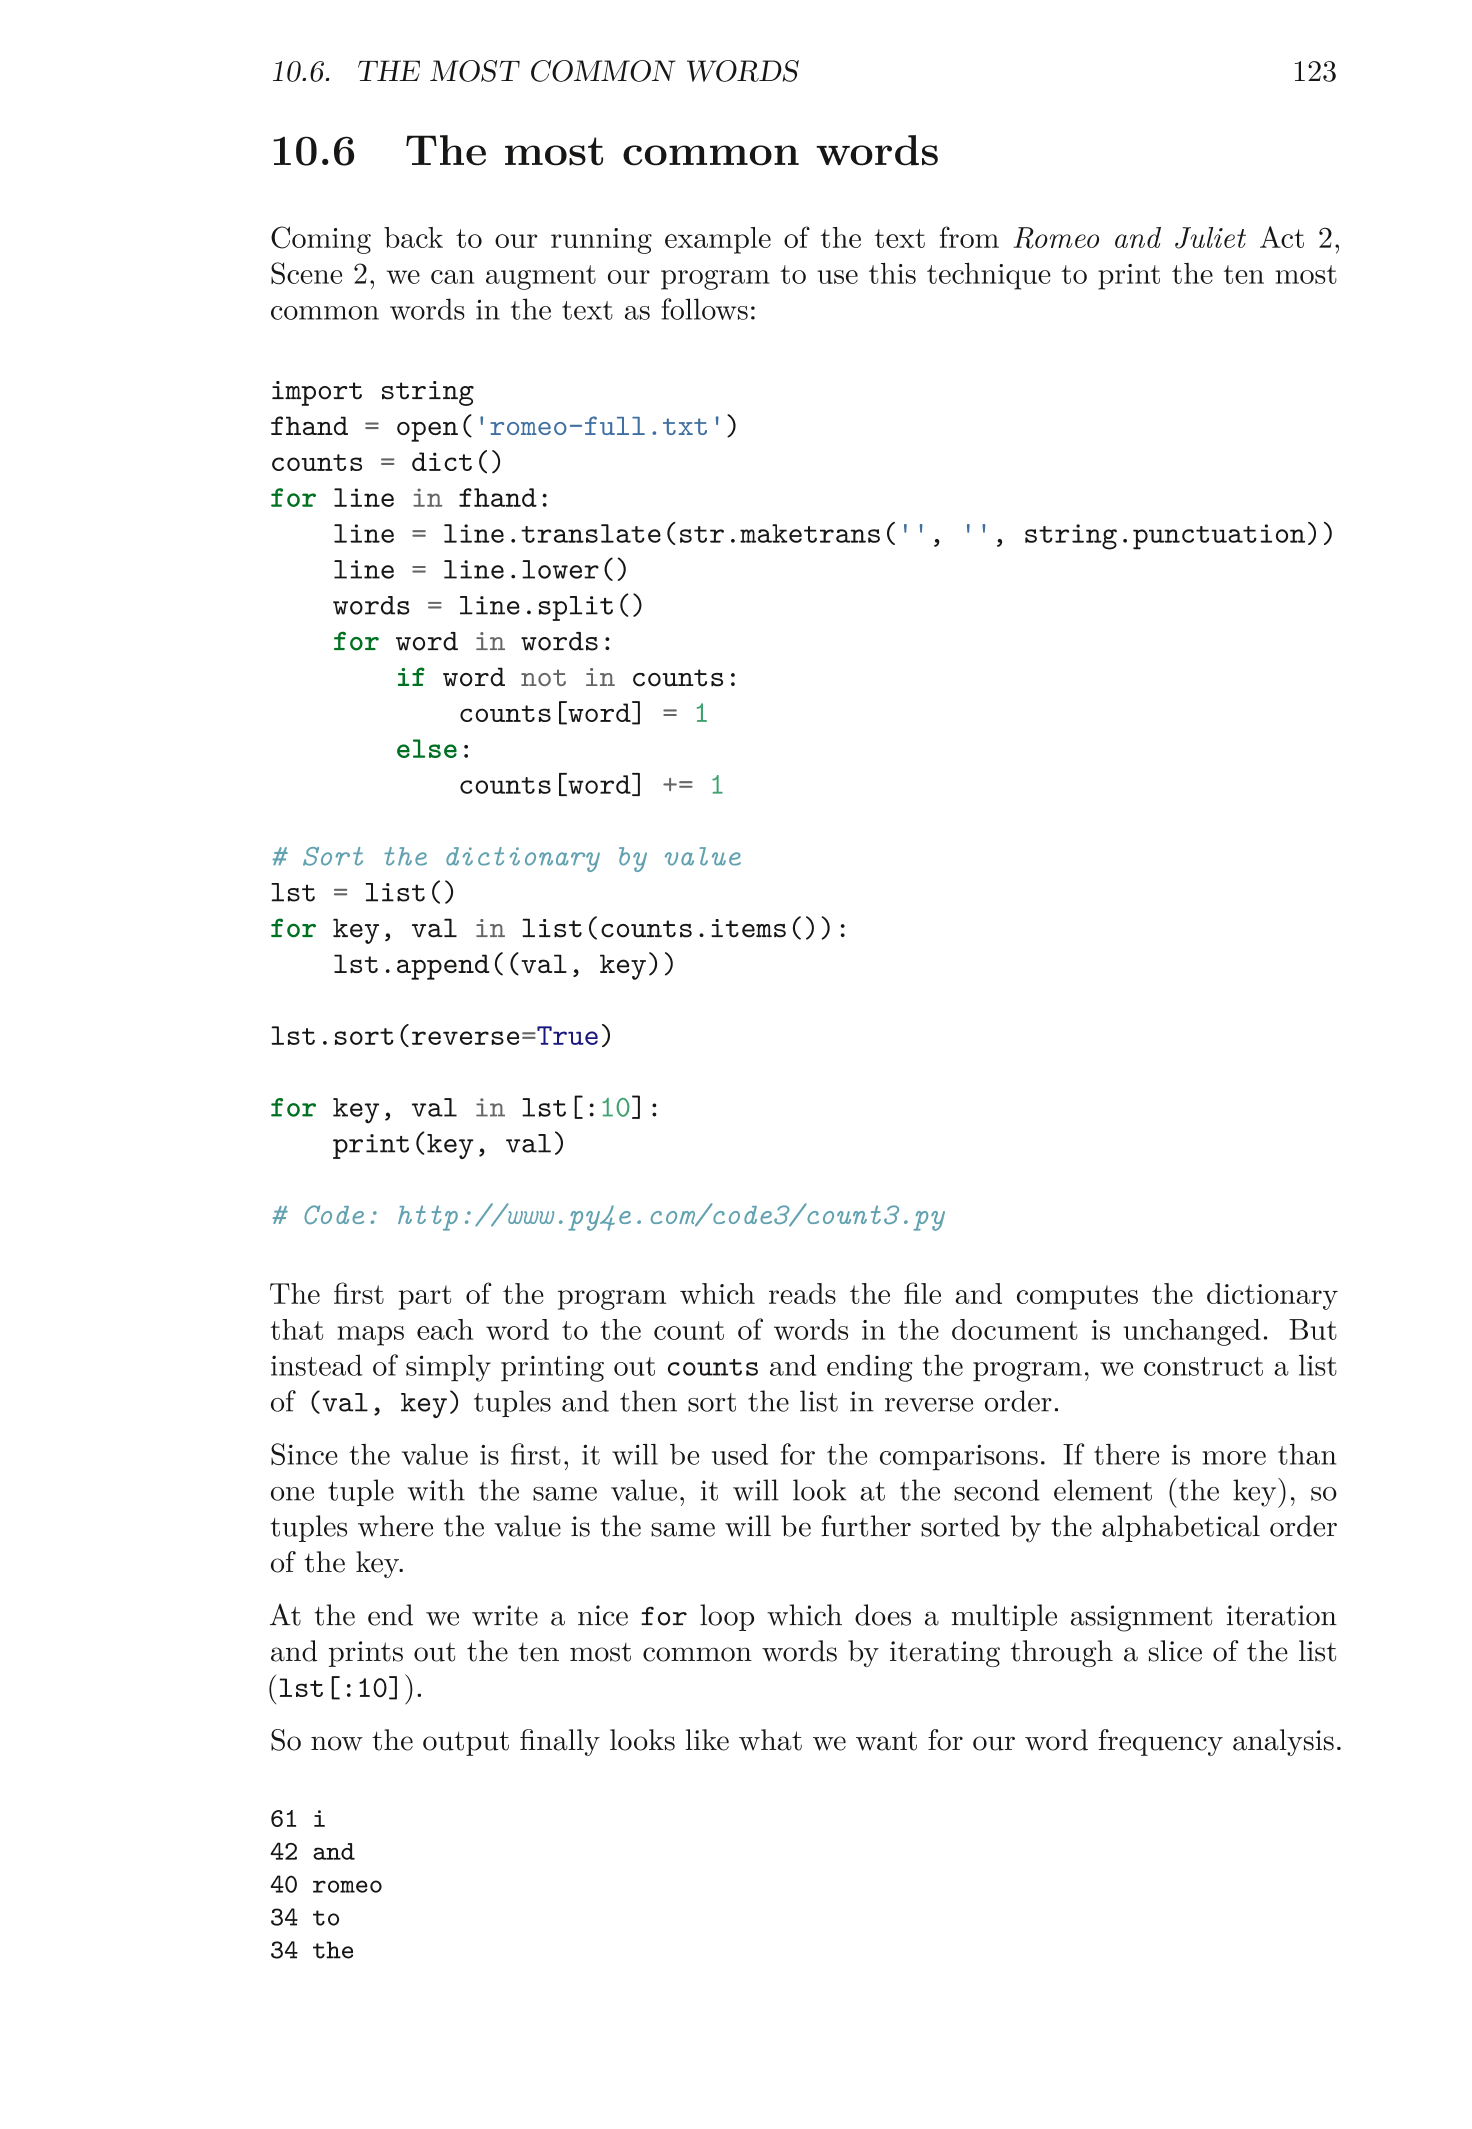 10.6. THE MOST COMMON WORDS 123
10.6 The most common words
Coming back to our running example of the text from Romeo and Juliet Act 2,
Scene 2, we can augment our program to use this technique to print the ten most
common words in the text as follows:
import string
fhand = open('romeo-full.txt')
counts = dict()
for line in fhand:
    line = line.translate(str.maketrans('', '', string.punctuation))
    line = line.lower()
    words = line.split()
    for word in words:
        if word not in counts:
            counts[word] = 1
        else:
            counts[word] += 1
# Sort the dictionary by value
lst = list()
for key, val in list(counts.items()):
    lst.append((val, key))
lst.sort(reverse=True)
for key, val in lst[:10]:
    print(key, val)
# Code: http://www.py4e.com/code3/count3.py
The first part of the program which reads the file and computes the dictionary
that maps each word to the count of words in the document is unchanged. But
instead of simply printing out counts and ending the program, we construct a list
of (val, key) tuples and then sort the list in reverse order.
Since the value is first, it will be used for the comparisons. If there is more than
one tuple with the same value, it will look at the second element (the key), so
tuples where the value is the same will be further sorted by the alphabetical order
of the key.
At the end we write a nice for loop which does a multiple assignment iteration
and prints out the ten most common words by iterating through a slice of the list
(lst[:10]).
So now the output finally looks like what we want for our word frequency analysis.
61 i
42 and
40 romeo
34 to
34 the